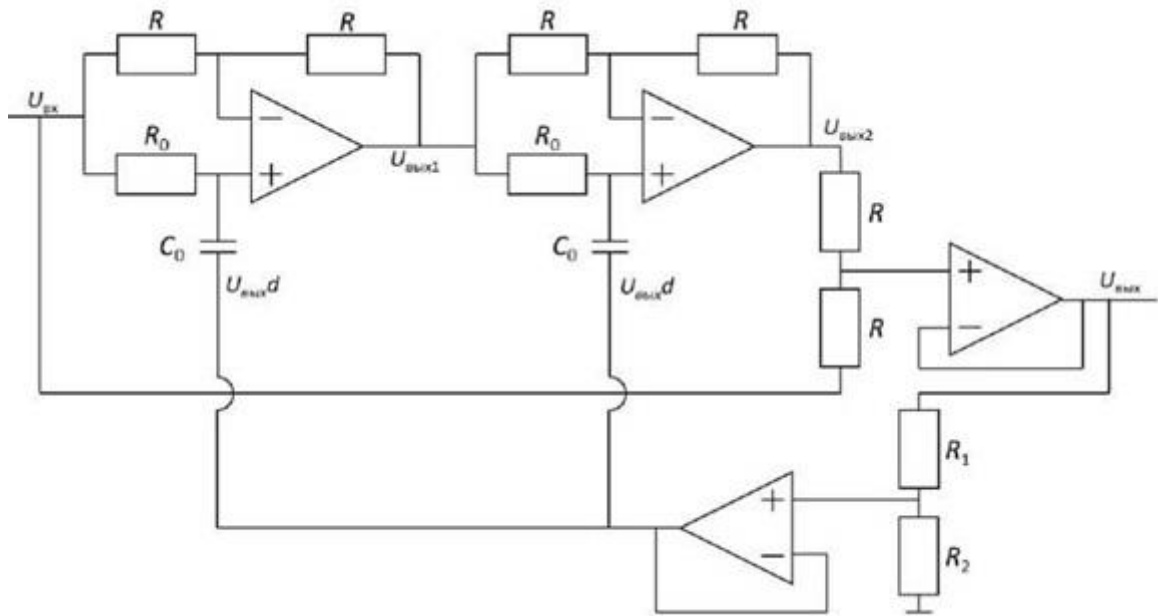 R R R R
U вх
− −
R₀ R₀ U вых2
+ U вых1 +
R
C₀ C₀
U вых d U вых d + U вых
R −
R₁
+
− R₂